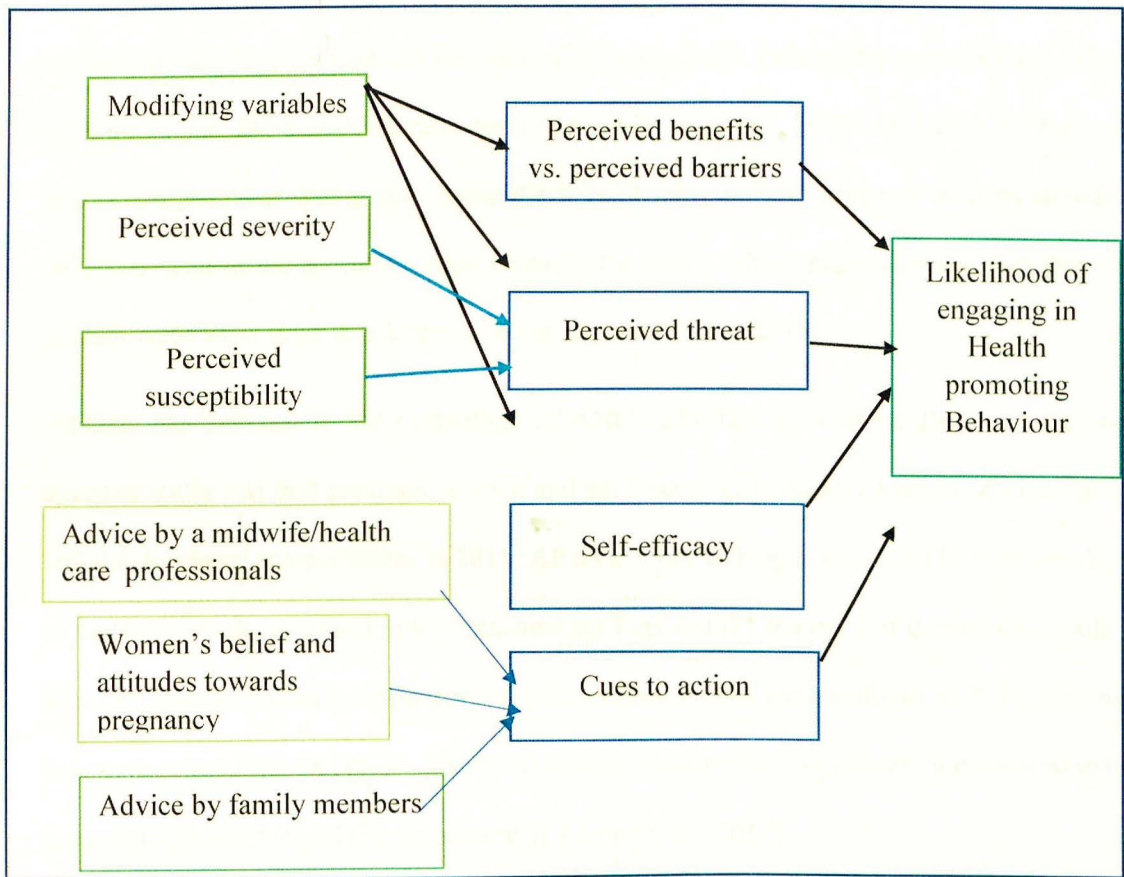 Modifying variables
Perceived benefits
vs. perceived barriers
Perceived severity
Perceived threat
Perceived
susceptibility
Likelihood of
engaging in
Health
promoting
Behaviour
Advice by a midwife/health
care professionals
Self-efficacy
Women's belief and
attitudes towards
pregnancy
Cues to action
Advice by family members